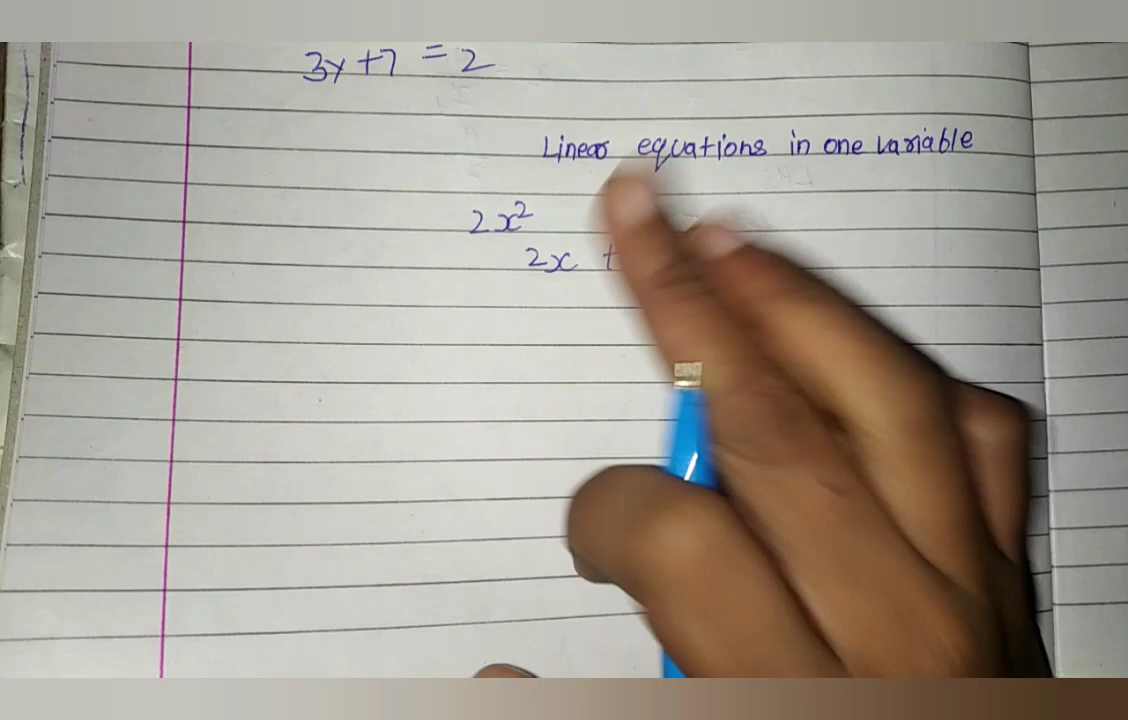 3y+7 = 2
Linear equations in one variable
2x²
2x +